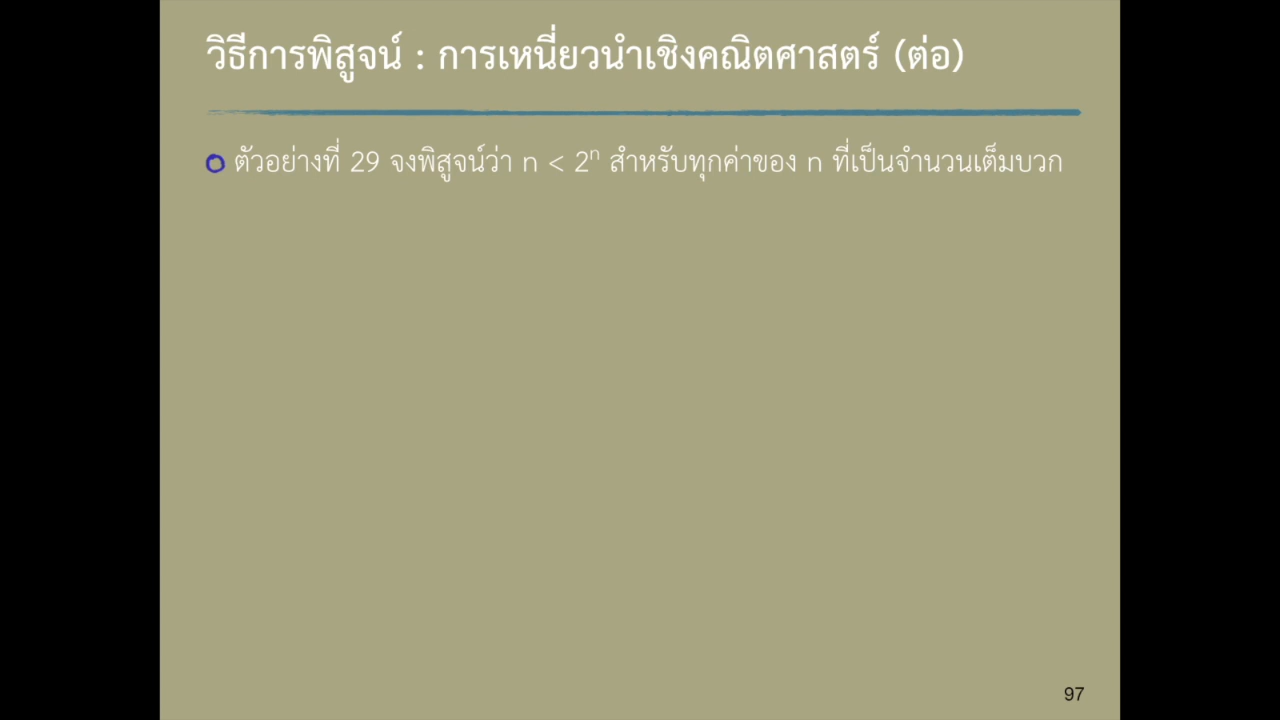 วิธีการพิสูจน์ : การเหนี่ยวนำเชิงคณิตศาสตร์ (ต่อ)
ตัวอย่างที่ 29 จงพิสูจน์ว่า n < 2ⁿ สำหรับทุกค่าของ n ที่เป็นจำนวนเต็มบวก
97